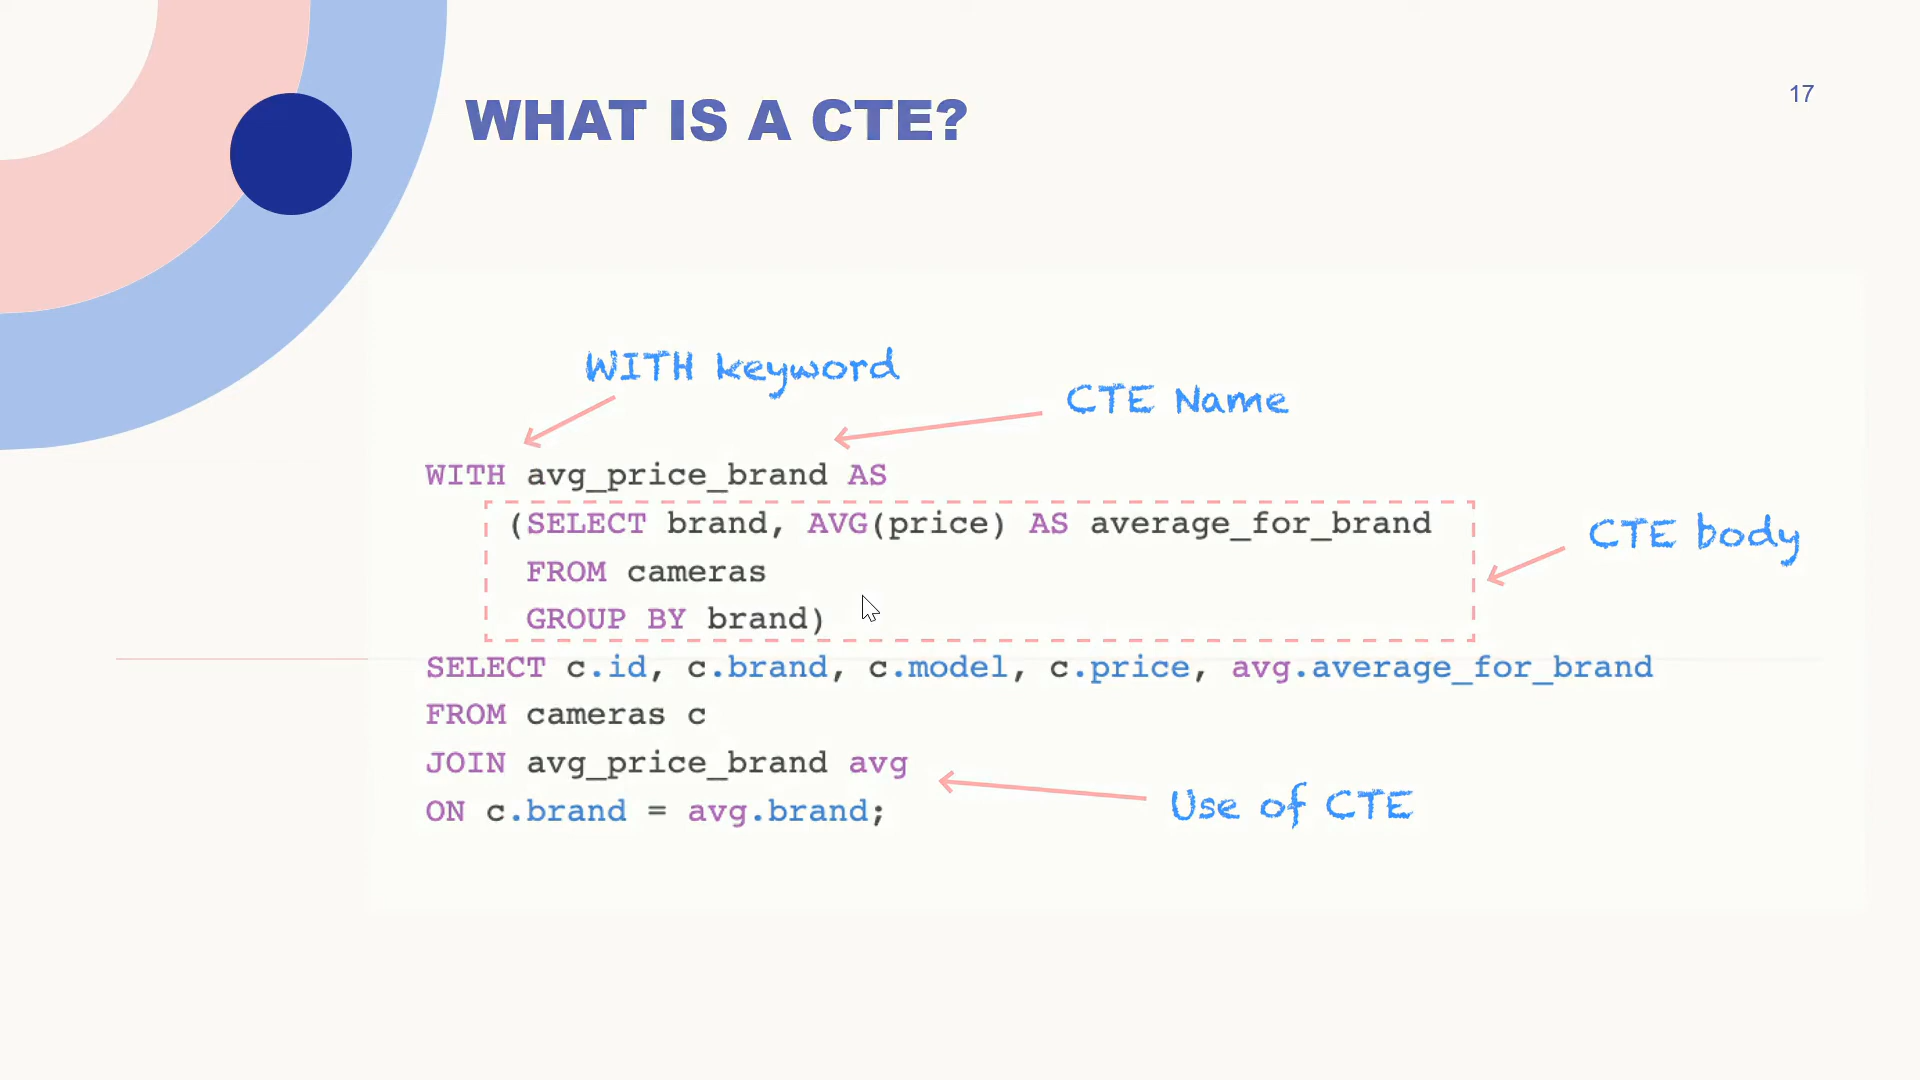 WHAT IS A CTE?
17
WITH keyword
CTE Name
WITH avg_price_brand AS
(SELECT brand, AVG(price) AS average_for_brand
FROM cameras
GROUP BY brand)
CTE body
SELECT c.id, c.brand, c.model, c.price, avg.average_for_brand
FROM cameras c
JOIN avg_price_brand avg
ON c.brand = avg.brand;
Use of CTE